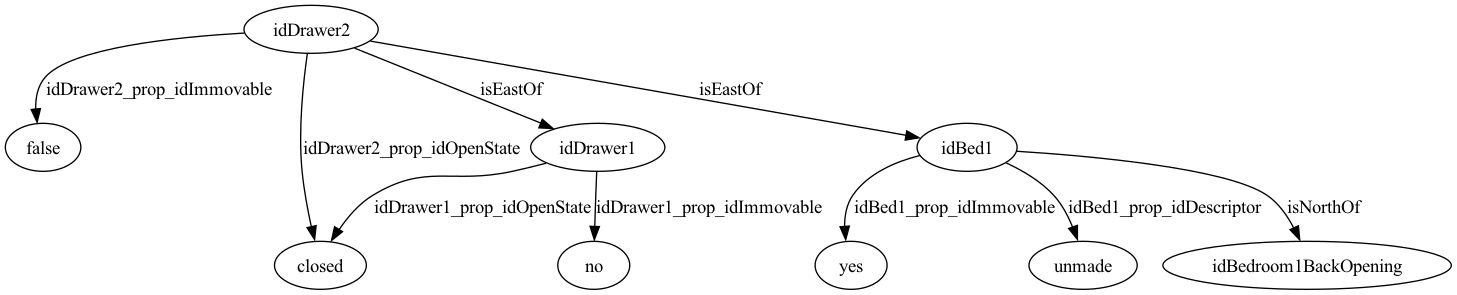 idDrawer2
idDrawer2_prop_idImmovable
isEastOf
isEastOf
false
idDrawer2_prop_idOpenState
idDrawer1
idBed1
idDrawer1_prop_idOpenState
idDrawer1_prop_idImmovable
idBed1_prop_idImmovable
idBed1_prop_idDescriptor
isNorthOf
closed
no
yes
unmade
idBedroom1BackOpening